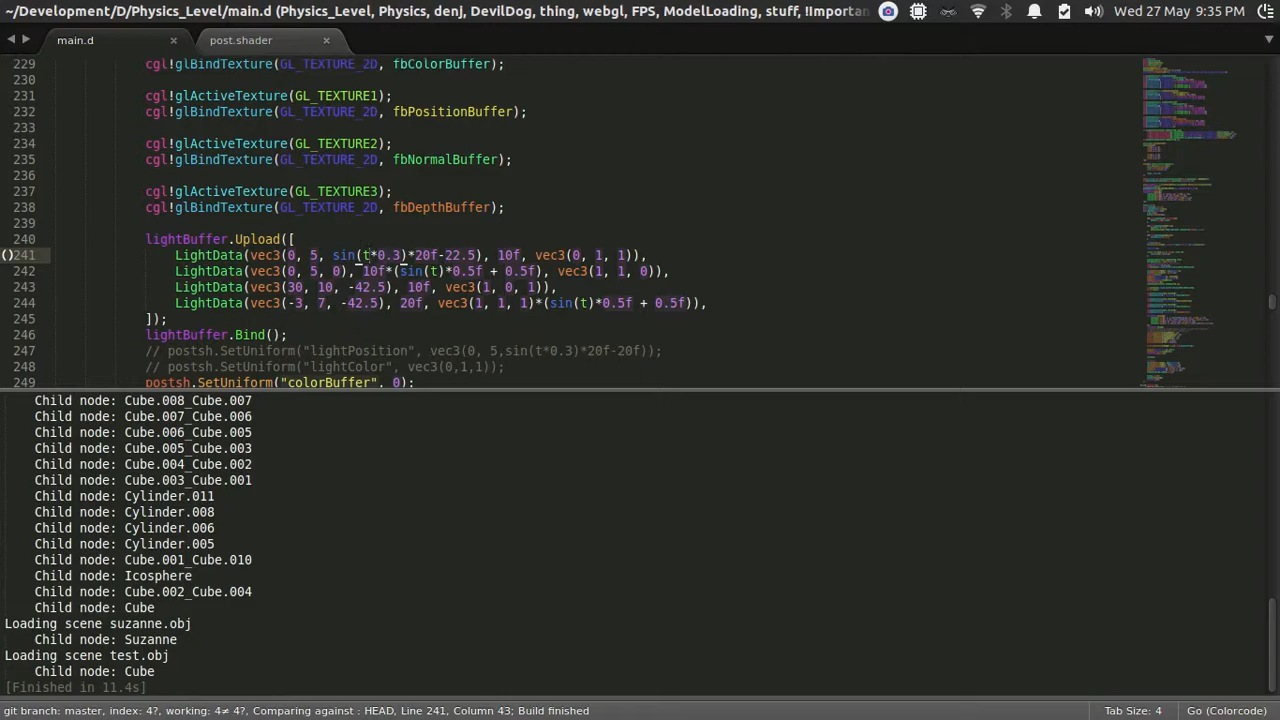 ~/Development/D/Physics_Level/main.d (Physics_Level, Physics, den], DevilDog, thing, webgl, FPS, ModelLoading, stuff, !Importan
Wed 27 May 9:35 PM
main.d × post.shader ×
229 cgl!glBindTexture(GL_TEXTURE_2D, fbColorBuffer);
230
231 cgl!glActiveTexture(GL_TEXTURE1);
232 cgl!glBindTexture(GL_TEXTURE_2D, fbPositionBuffer );
233
234 cgl!glActiveTexture(GL_TEXTURE2);
235 cgl!glBindTexture(GL_TEXTURE_2D, fbNormalBuffer);
236
237 cgl!glActiveTexture(GL_TEXTURE3);
238 cgl!glBindTexture(GL_TEXTURE_2D, fbDepthBuffer);
239
240 lightBuffer.Upload([
()241 LightData(vec3(0, 5, sin(t*0.3)*20f-20f), 10f, vec3(0, 1, 1)),
242 LightData(vec3(0, 5, 0), 10f*(sin(t)*0.5f + 0.5f), vec3(1, 1, 0)),
243 LightData(vec3(30, 10, -42.5), 10f, vec3(1, 0, 1)),
244 LightData(vec3(-3, 7, -42.5), 20f, vec3(1, 1, 1)*(sin(t)*0.5f + 0.5f)),
245 ]);
246 lightBuffer.Bind();
247 // postsh.SetUniform("lightPosition", vec3(0, 5,sin(t*0.3)*20f-20f));
248 // postsh.SetUniform("lightColor", vec3(0,1,1));
249 postsh.SetUniform("colorBuffer", 0);
Child node: Cube.008_Cube.007
Child node: Cube.007_Cube.006
Child node: Cube.006_Cube.005
Child node: Cube.005_Cube.003
Child node: Cube.004_Cube.002
Child node: Cube.003_Cube.001
Child node: Cylinder.011
Child node: Cylinder.008
Child node: Cylinder.006
Child node: Cylinder.005
Child node: Cube.001_Cube.010
Child node: Icosphere
Child node: Cube.002_Cube.004
Child node: Cube
Loading scene suzanne.obj
Child node: Suzanne
Loading scene test.obj
Child node: Cube
[Finished in 11.4s]
git branch: master, index: 4?, working: 4≠ 4?, Comparing against : HEAD, Line 241, Column 43; Build finished
Tab Size: 4
Go (Colorcode)